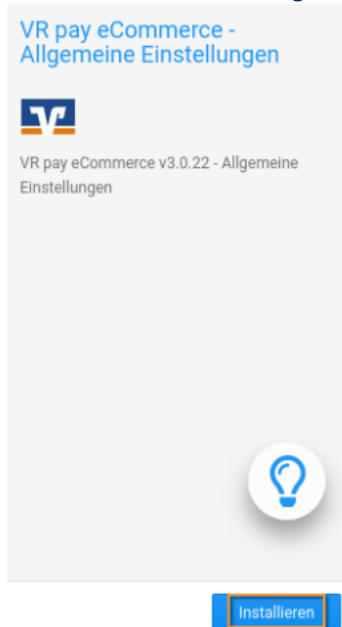 VR pay eCommerce -
Allgemeine Einstellungen
VR pay eCommerce v3.0.22 - Allgemeine
Einstellungen
Installieren